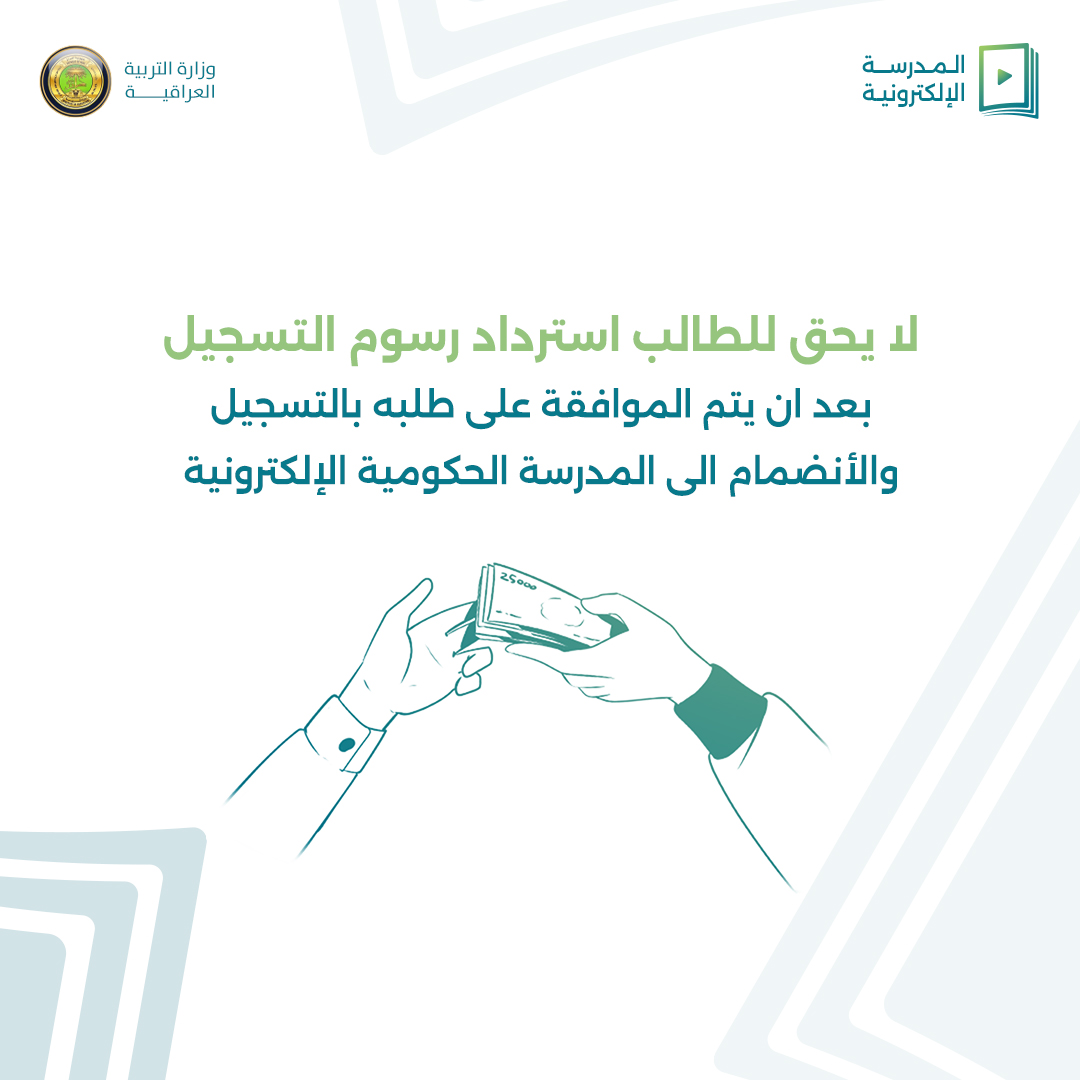 المدرسة
الإلكترونية
وزارة التربية
العراقية
لا يحق للطالب استرداد رسوم التسجيل
بعد ان يتم الموافقة على طلبه بالتسجيل
والأنضمام الى المدرسة الحكومية الإلكترونية
25000